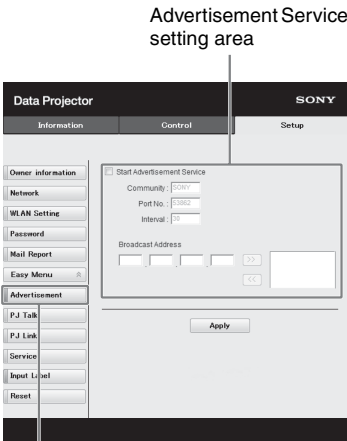 Advertisement Service
setting area
Data Projector
SONY
Information
Control
Setup
Owner information
Network
WLAN Setting
Password
Mail Report
Easy Menu
Advertisement
PJ Talk
PJ Link
Service
Input Label
Reset
Start Advertisement Service
Community : SONY
Port No. : 53862
Interval : 30
Broadcast Address
. . .
>>
<<
Apply